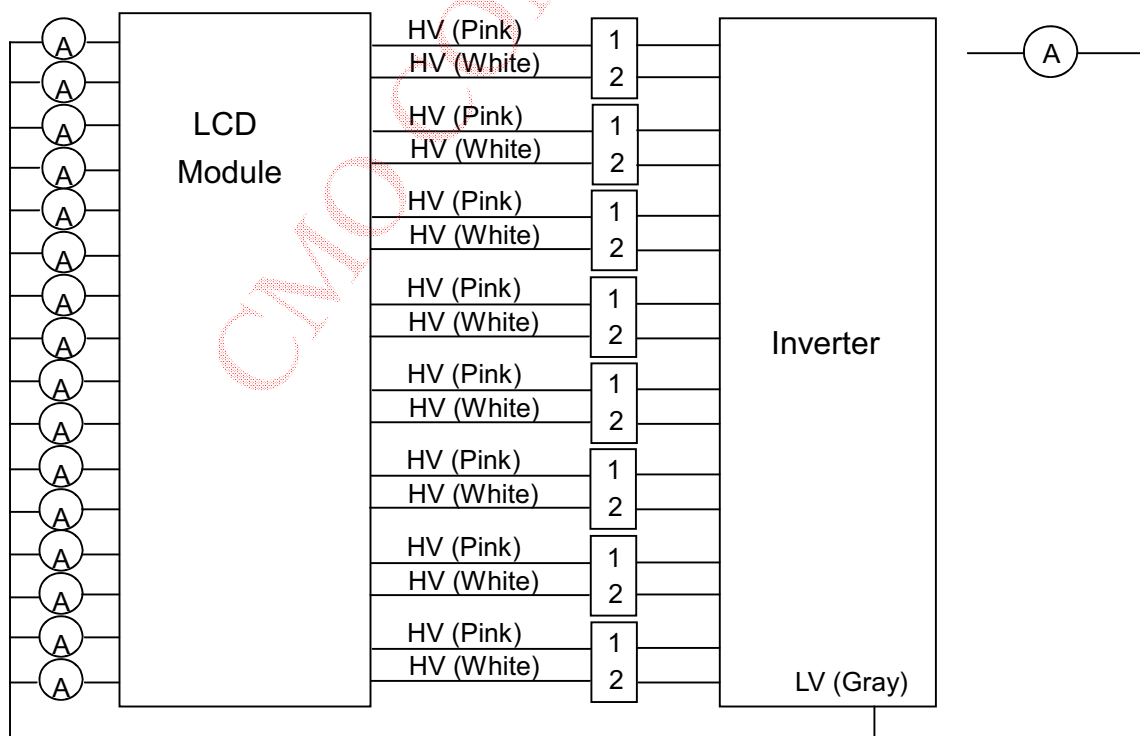 A HV (Pink) 1 A
A HV (White) 2
A LCD HV (Pink) 1
A Module HV (White) 2
A HV (Pink) 1
A HV (White) 2
A HV (Pink) 1
A HV (White) 2 Inverter
A HV (Pink) 1
A HV (White) 2
A HV (Pink) 1
A HV (White) 2
A HV (Pink) 1
A HV (White) 2
A HV (Pink) 1
A HV (White) 2 LV (Gray)
CMO